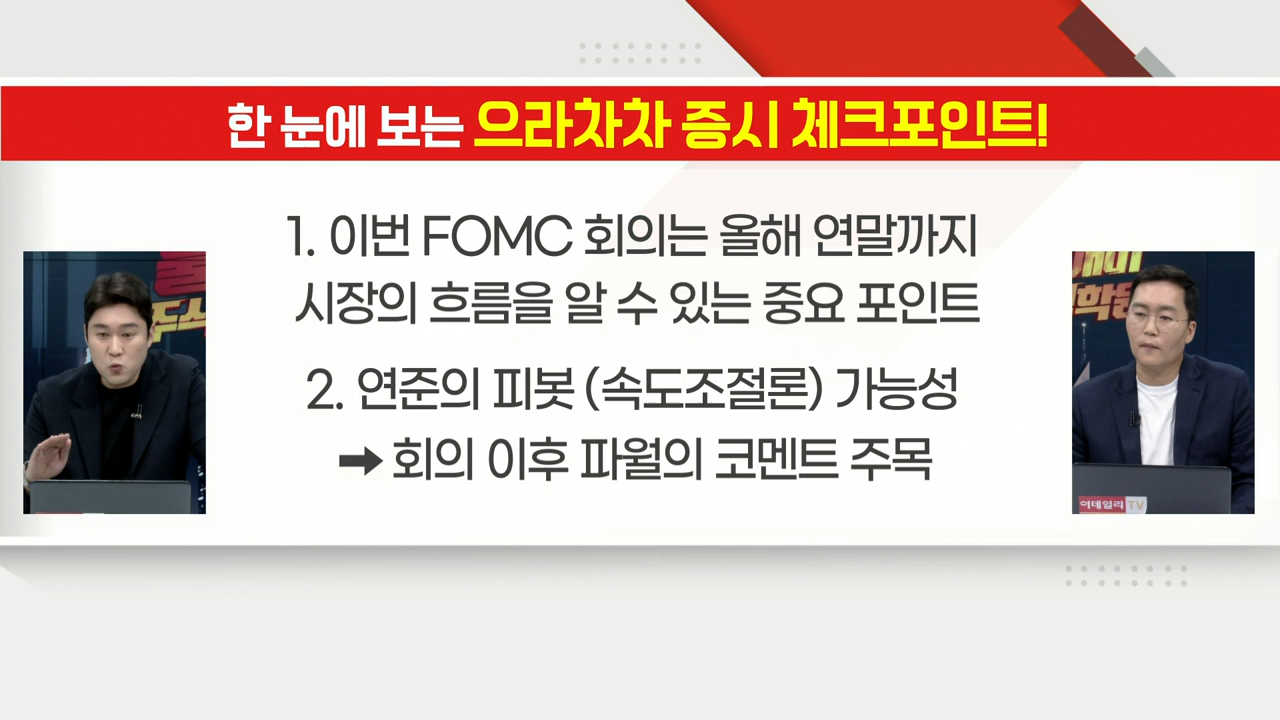 한 눈에 보는 으라차차 증시 체크포인트!
1. 이번 FOMC 회의는 올해 연말까지
시장의 흐름을 알 수 있는 중요 포인트
2. 연준의 피봇 (속도조절론) 가능성
➡ 회의 이후 파월의 코멘트 주목
이데일리 TV